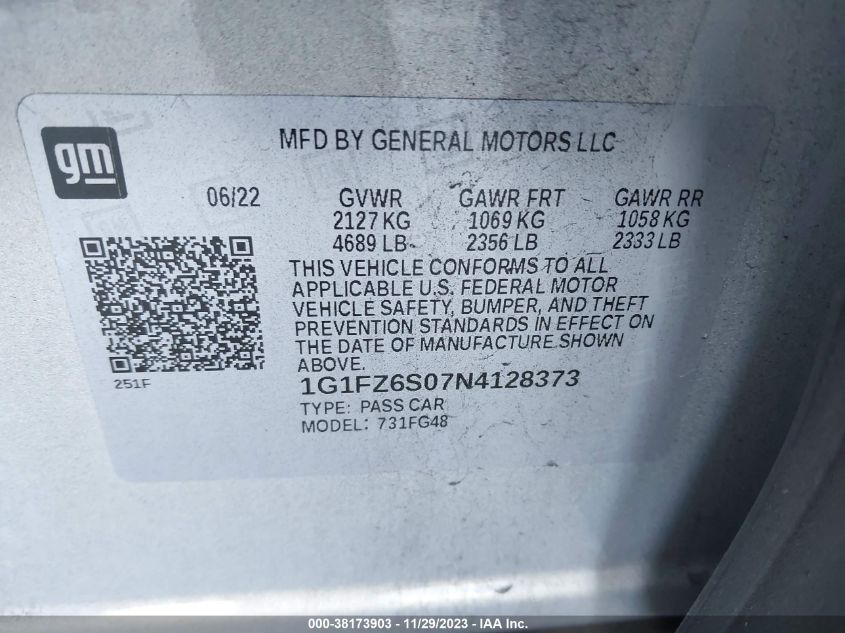 gm
MFD BY GENERAL MOTORS LLC
06/22 GVWR GAWR FRT GAWR RR
2127 KG 1069 KG 1058 KG
4689 LB 2356 LB 2333 LB
THIS VEHICLE CONFORMS TO ALL
APPLICABLE U.S. FEDERAL MOTOR
VEHICLE SAFETY, BUMPER, AND THEFT
PREVENTION STANDARDS IN EFFECT ON
THE DATE OF MANUFACTURE SHOWN
ABOVE.
251F
1G1FZ6S07N4128373
TYPE: PASS CAR
MODEL: 731FG48
000-38173903 - 11/29/2023 - IAA Inc.